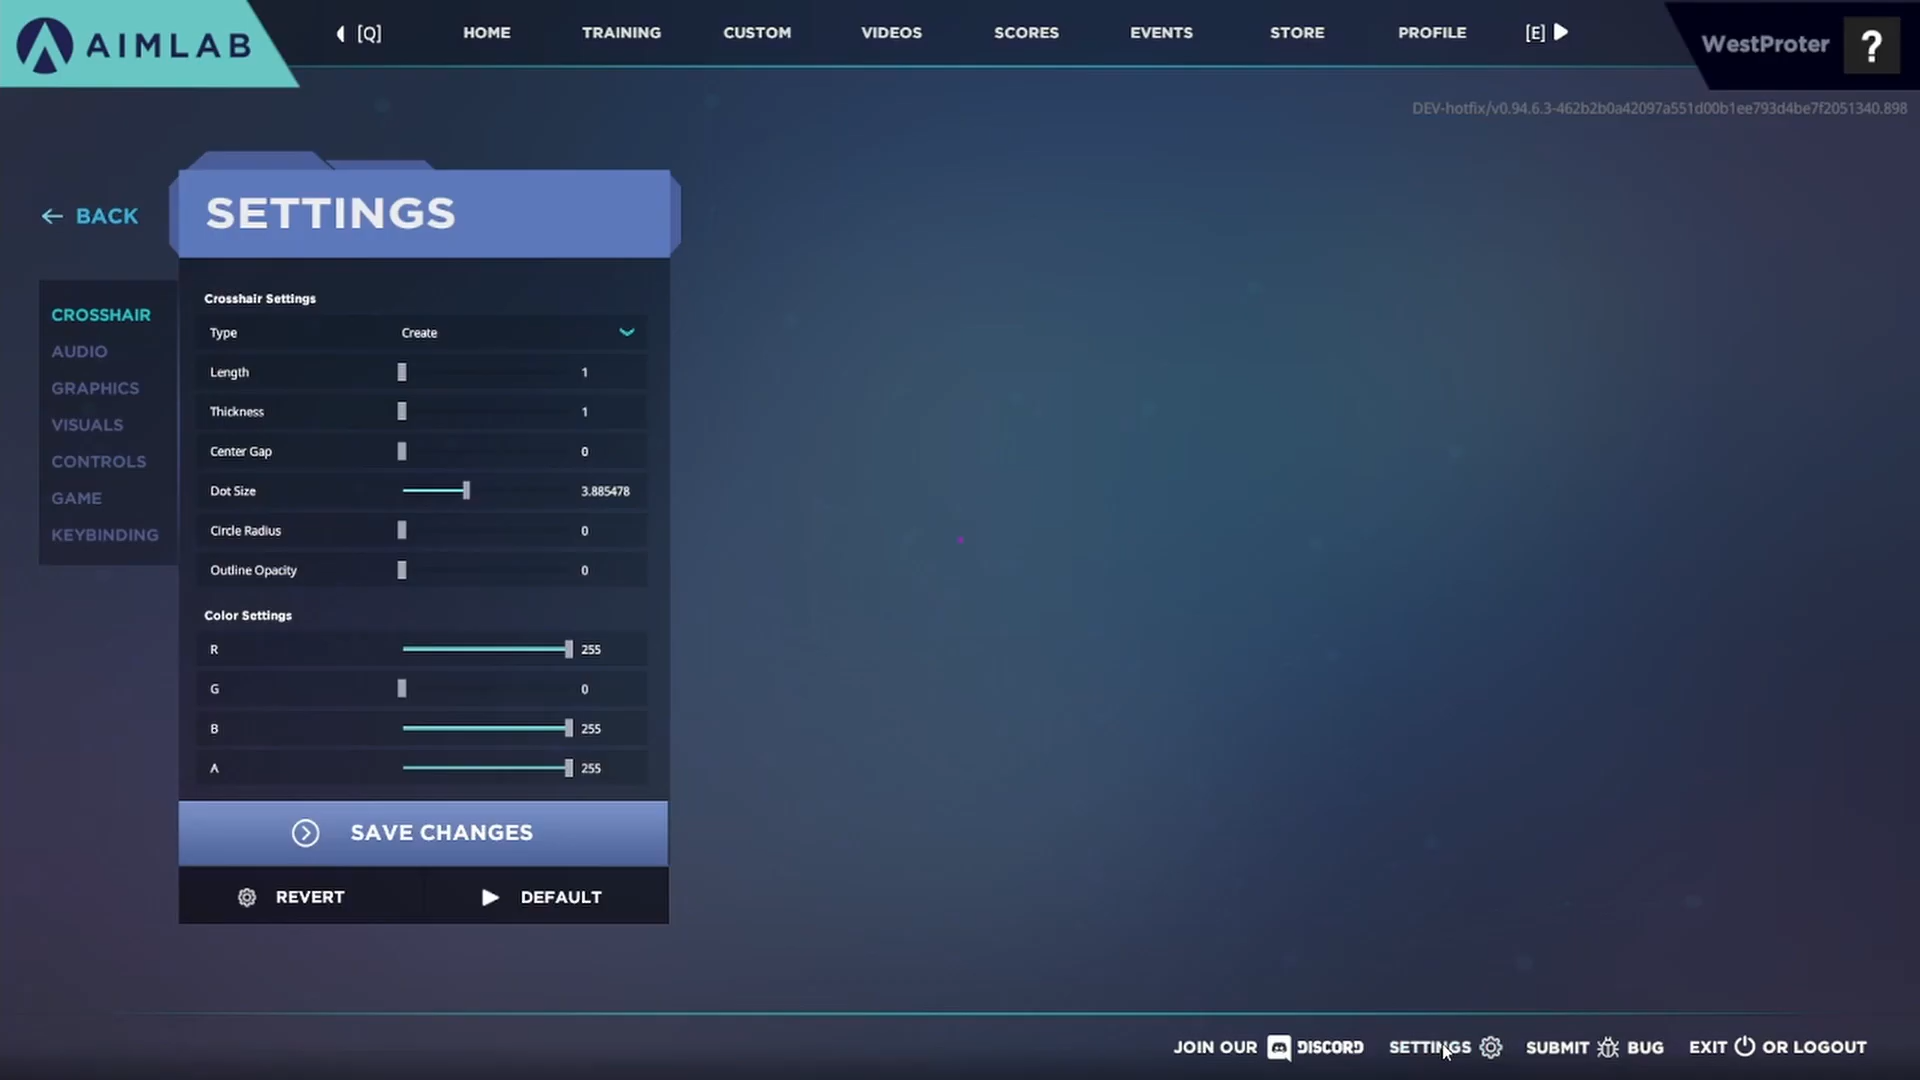 AIMLAB
[Q]
HOME
TRAINING
CUSTOM
VIDEOS
SCORES
EVENTS
STORE
PROFILE
[E]
WestProter
?
DEV-hotfix/v0.94.6.3-462b2b0a42097a551d00b1ee793d4be7f2051340.898
← BACK
SETTINGS
CROSSHAIR
AUDIO
GRAPHICS
VISUALS
CONTROLS
GAME
KEYBINDING
Crosshair Settings
Type Create
Length 1
Thickness 1
Center Gap 0
Dot Size 3.885478
Circle Radius 0
Outline Opacity 0
Color Settings
R 255
G 0
B 255
A 255
SAVE CHANGES
REVERT
DEFAULT
JOIN OUR DISCORD
SETTINGS
SUBMIT BUG
EXIT OR LOGOUT